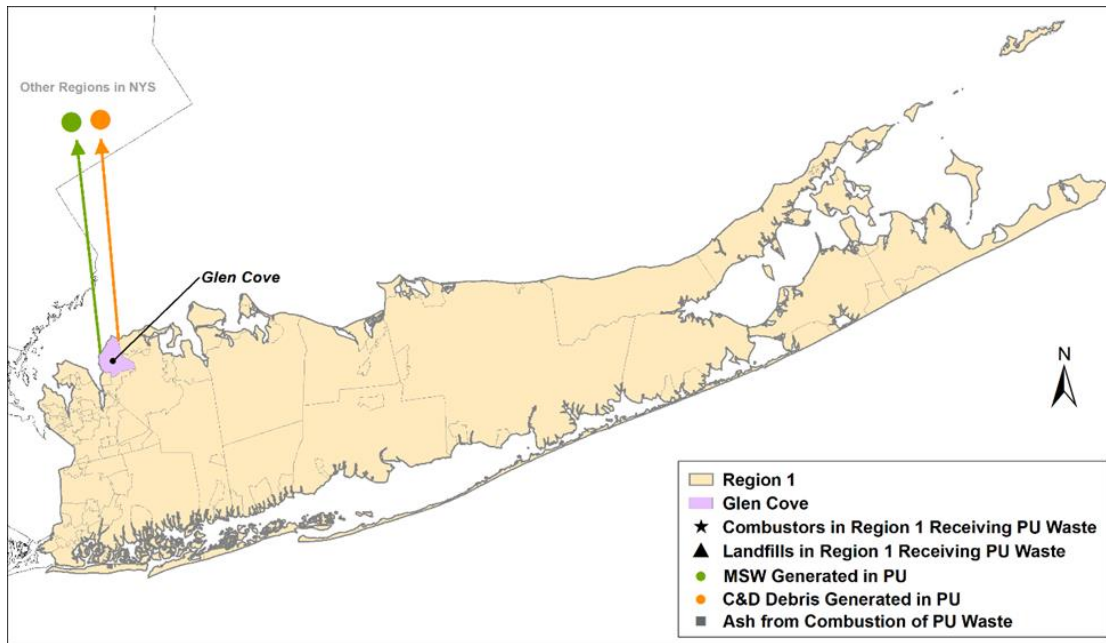 Other Regions in NYS
Glen Cove
N
Region 1
Glen Cove
Combustors in Region 1 Receiving PU Waste
Landfills in Region 1 Receiving PU Waste
MSW Generated in PU
C&D Debris Generated in PU
Ash from Combustion of PU Waste